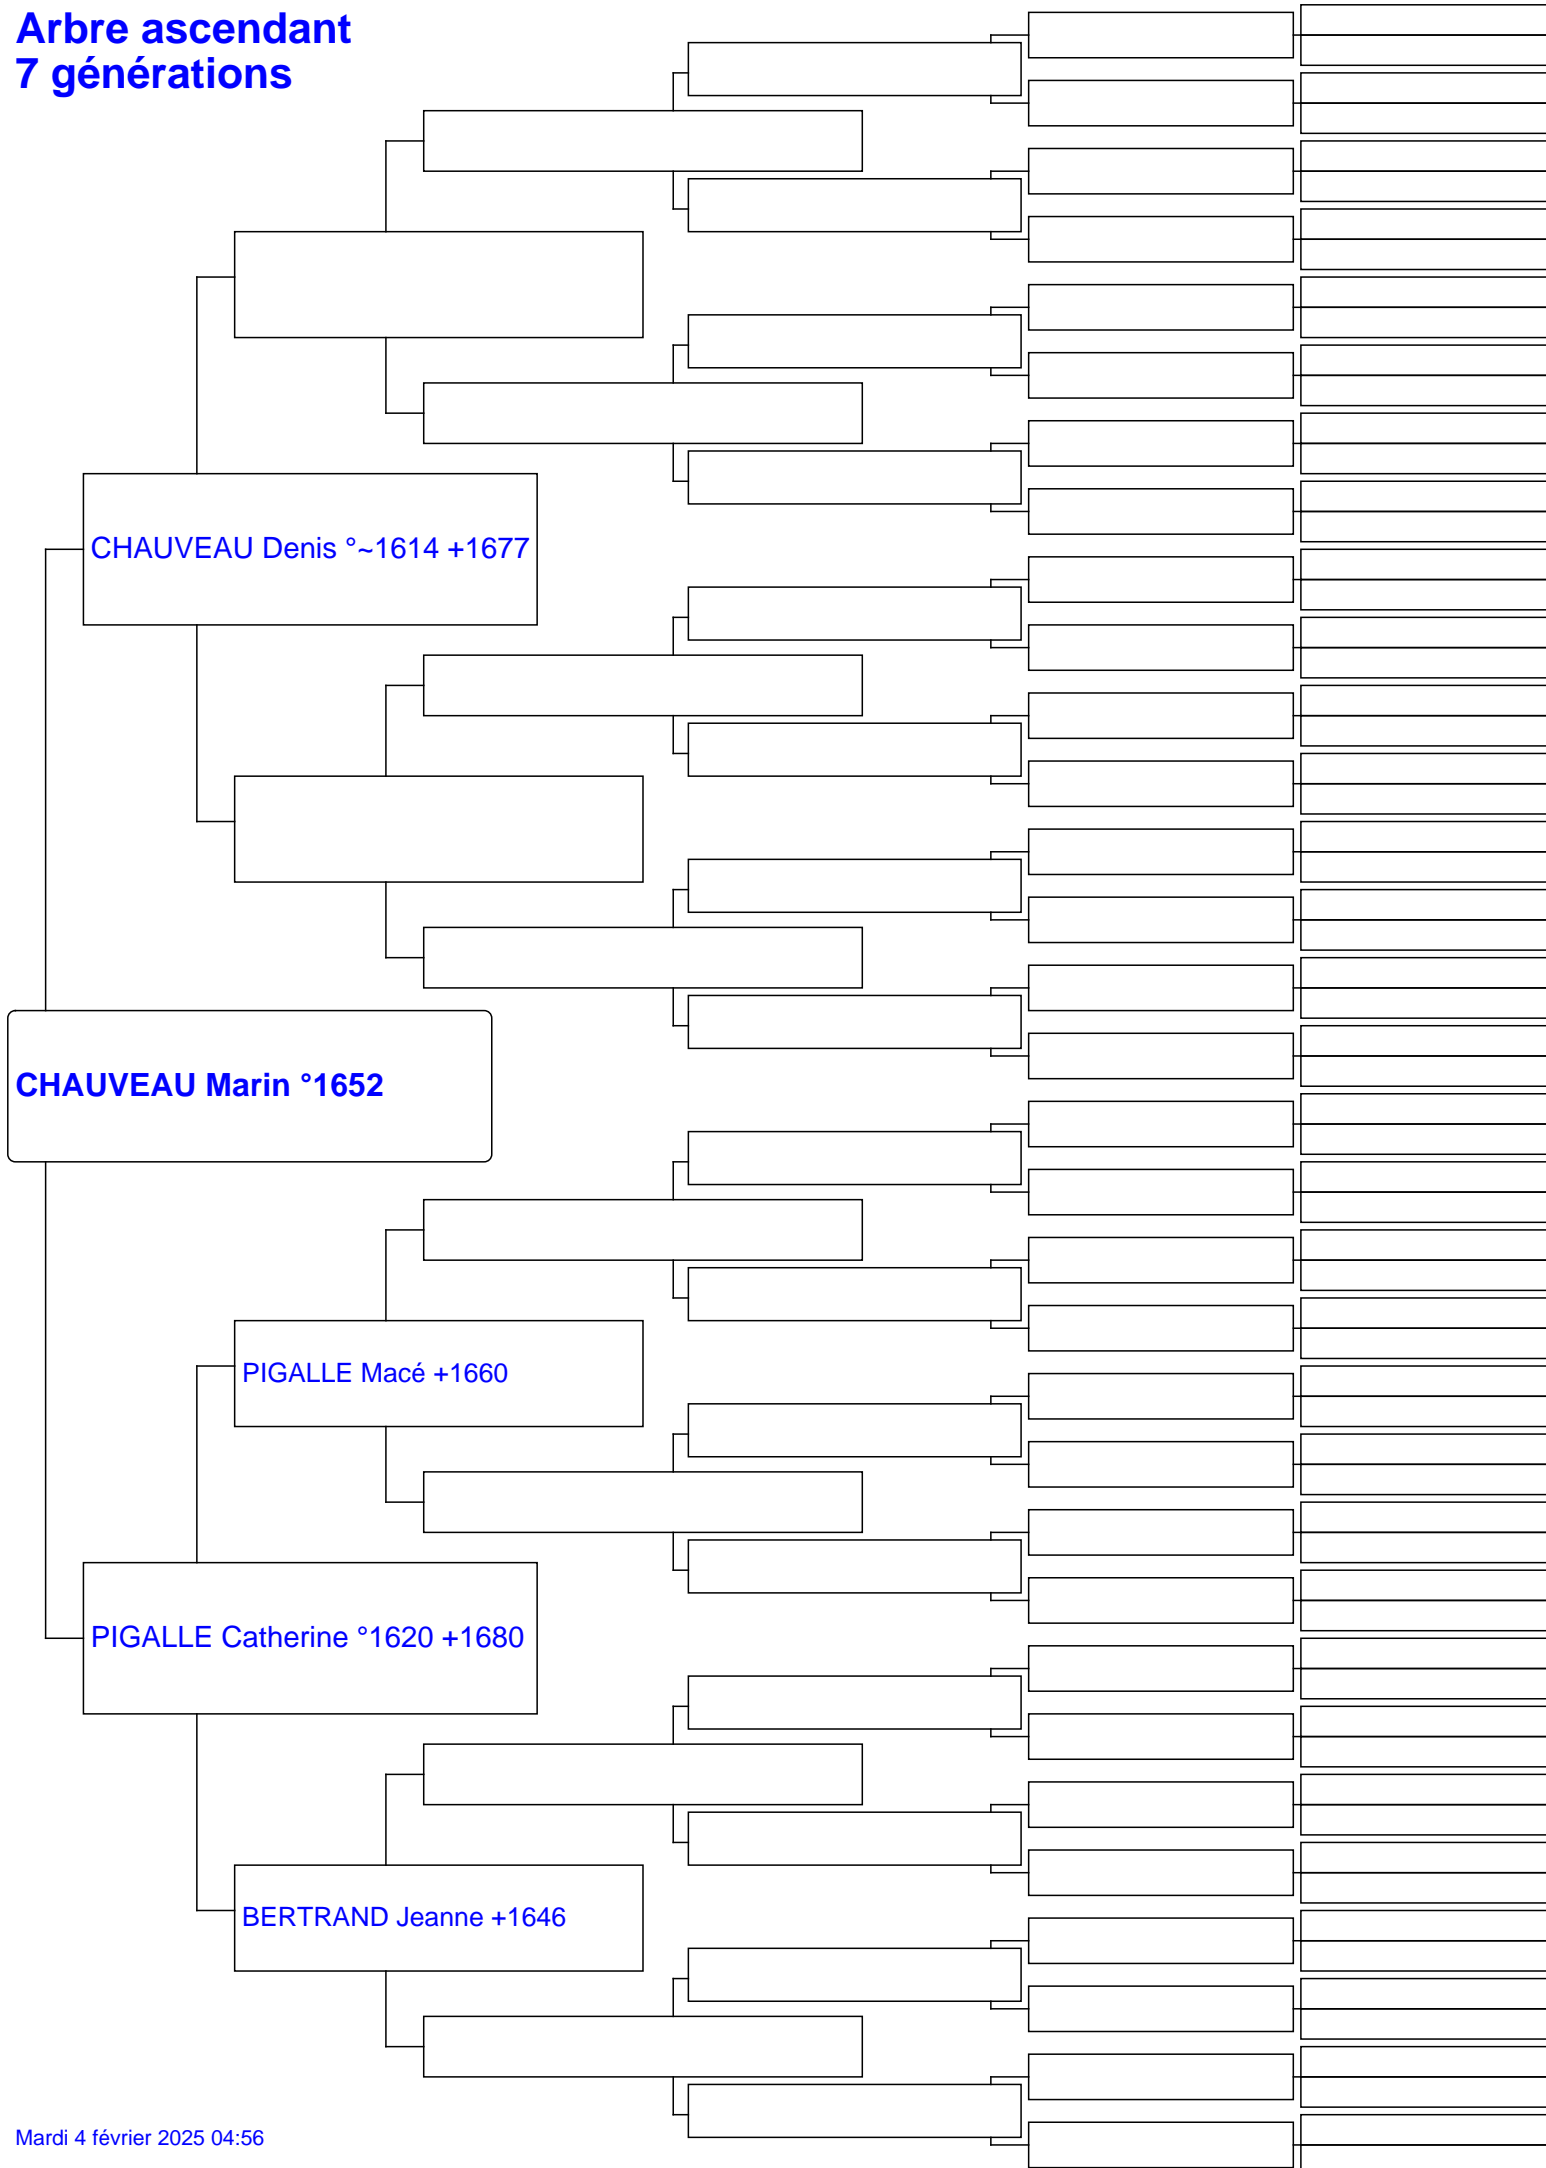 Arbre ascendant
7 générations
CHAUVEAU Denis °~1614 +1677
CHAUVEAU Marin °1652
PIGALLE Macé +1660
PIGALLE Catherine °1620 +1680
BERTRAND Jeanne +1646
Mardi 4 février 2025 04:56